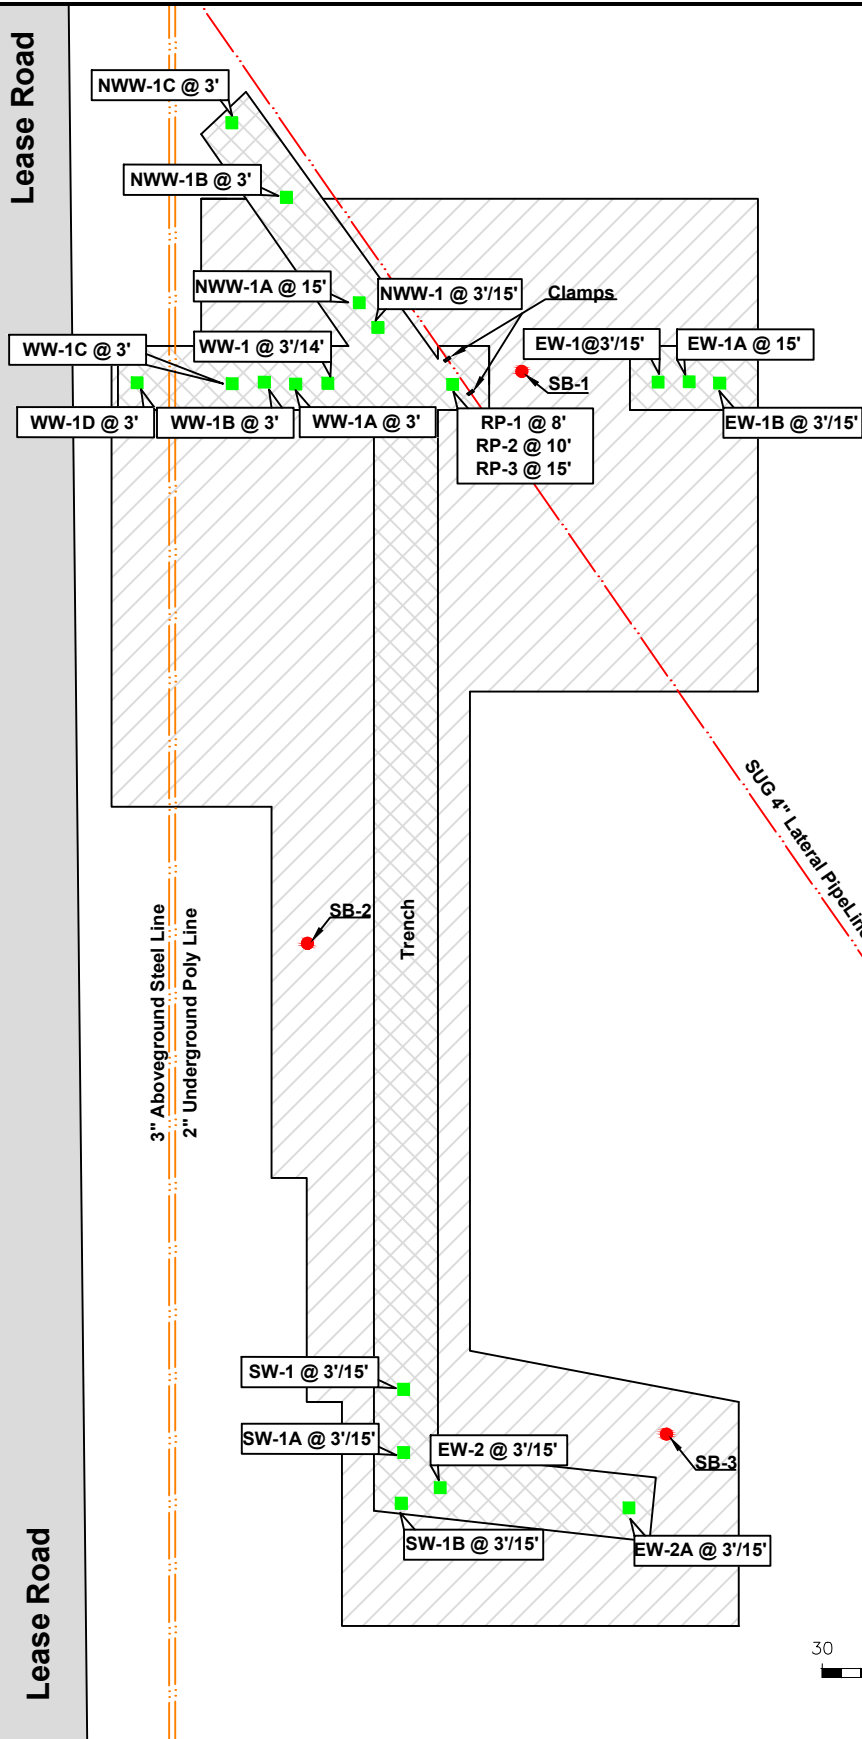 Lease Road
NWW-1C @ 3'
NWW-1B @ 3'
NWW-1A @ 15'
NWW-1 @ 3'/15'
Clamps
WW-1C @ 3'
WW-1 @ 3'/14'
EW-1@3'/15'
EW-1A @ 15'
SB-1
WW-1D @ 3'
WW-1B @ 3'
WW-1A @ 3'
RP-1 @ 8'
RP-2 @ 10'
RP-3 @ 15'
EW-1B @ 3'/15'
SUG 4" Lateral PipeLine
3" Aboveground Steel Line
2" Underground Poly Line
SB-2
Trench
SW-1 @ 3'/15'
SW-1A @ 3'/15'
EW-2 @ 3'/15'
SB-3
SW-1B @ 3'/15'
EW-2A @ 3'/15'
Lease Road
30